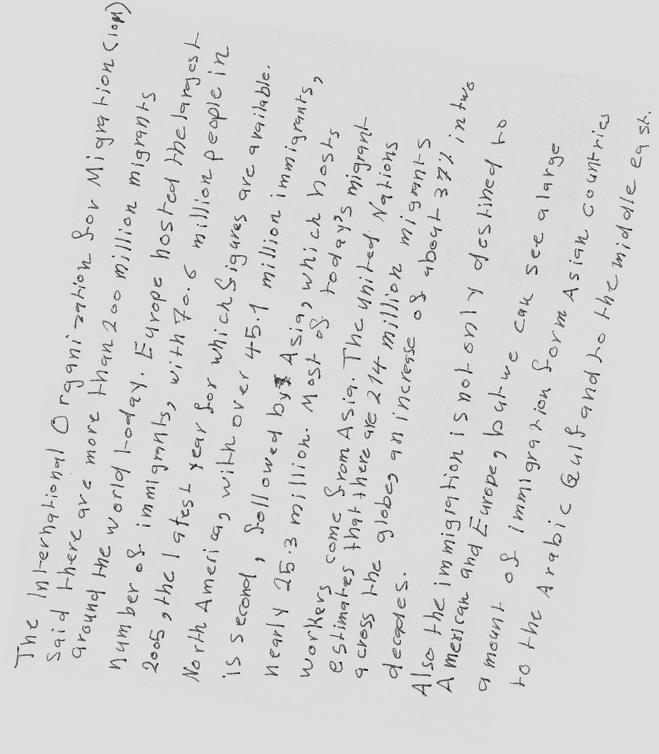 The International Organization for Migration (IOM)
Said there are more than 200 million migrants
around the world today. Europe hosted the largest
number of immigrants, with 70.6 million people in
2005, the latest year for which figures are available.
North America, with over 45.1 million immigrants,
is second, followed by Asia, which hosts
nearly 25.3 million. Most of today's migrant
workers come from Asia. The united Nations
estimates that there are 214 million migrants
across the globe, an increase of about 37% in two
decades.
Also the immigration is not only destined to
American and Europe, but we can see a large
amount of immigration form Asian countries
to the Arabic Gulf and to the middle east.